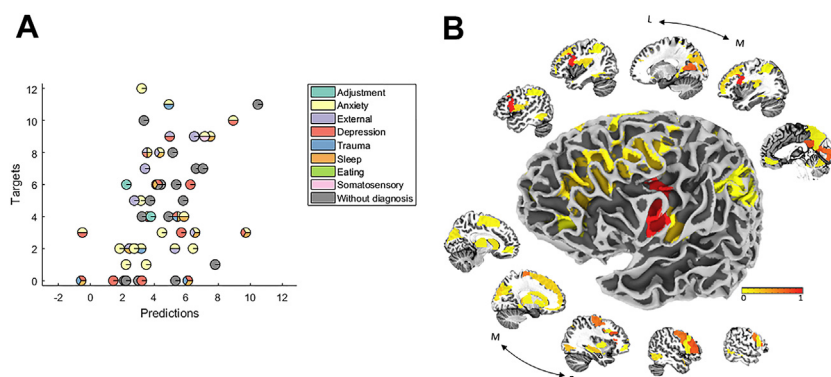 A
B
12
10
8
6
4
2
0
Targets
-2 0 2 4 6 8 10 12
Predictions
Adjustment
Anxiety
External
Depression
Trauma
Sleep
Eating
Somatosensory
Without diagnosis
L
M
0 1
M